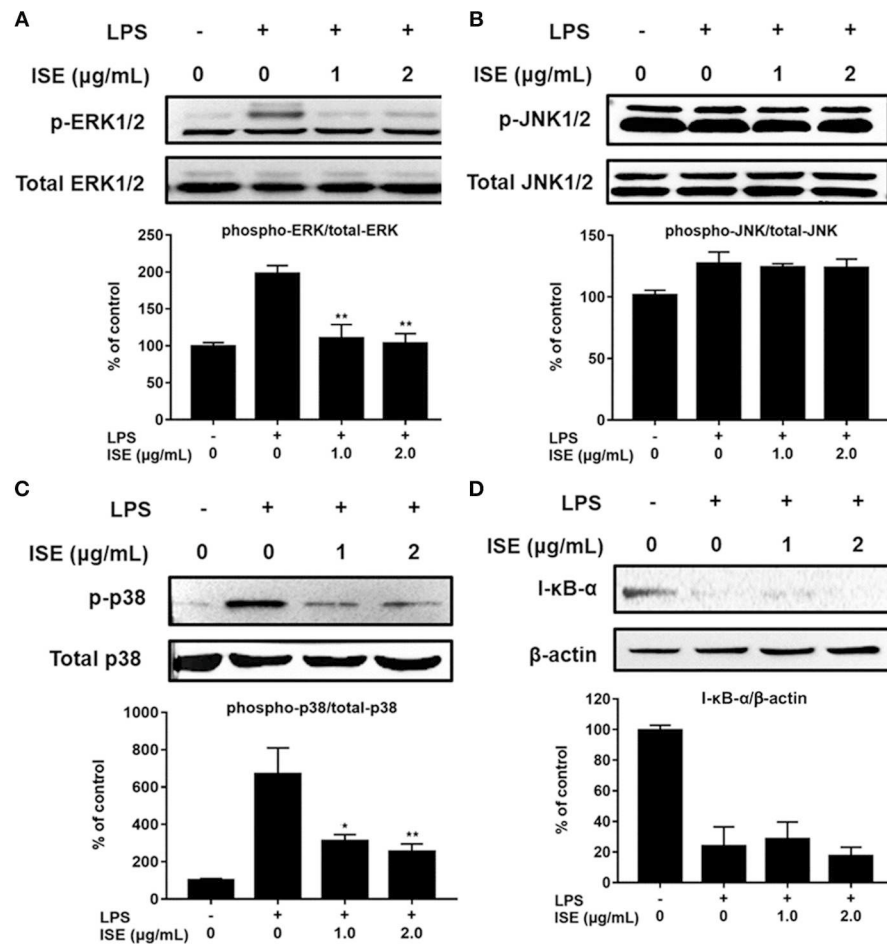 A
LPS - + + +
ISE (µg/mL) 0 0 1 2
p-ERK1/2
Total ERK1/2
phospho-ERK/total-ERK
% of control
250
200
150
100
50
0
** **
LPS - + + +
ISE (µg/mL) 0 0 1.0 2.0
B
LPS - + + +
ISE (µg/mL) 0 0 1 2
p-JNK1/2
Total JNK1/2
phospho-JNK/total-JNK
% of control
150
100
50
0
LPS - + + +
ISE (µg/mL) 0 0 1.0 2.0
C
LPS - + + +
ISE (µg/mL) 0 0 1 2
p-p38
Total p38
phospho-p38/total-p38
% of control
1000
800
600
400
200
0
* **
LPS - + + +
ISE (µg/mL) 0 0 1.0 2.0
D
LPS - + + +
ISE (µg/mL) 0 0 1 2
I-κB-α
β-actin
I-κB-α/β-actin
% of control
120
100
80
60
40
20
0
LPS - + + +
ISE (µg/mL) 0 0 1.0 2.0